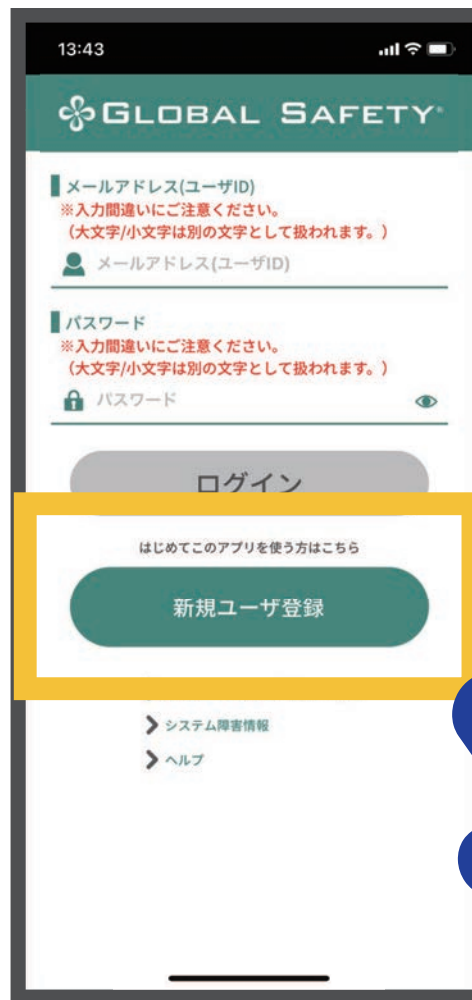 13:43
GLOBAL SAFETY
メールアドレス(ユーザID)
※入力間違いにご注意ください。
(大文字/小文字は別の文字として扱われます。)
メールアドレス(ユーザID)
パスワード
※入力間違いにご注意ください。
(大文字/小文字は別の文字として扱われます。)
パスワード
ログイン
はじめてこのアプリを使う方はこちら
新規ユーザ登録
システム障害情報
ヘルプ